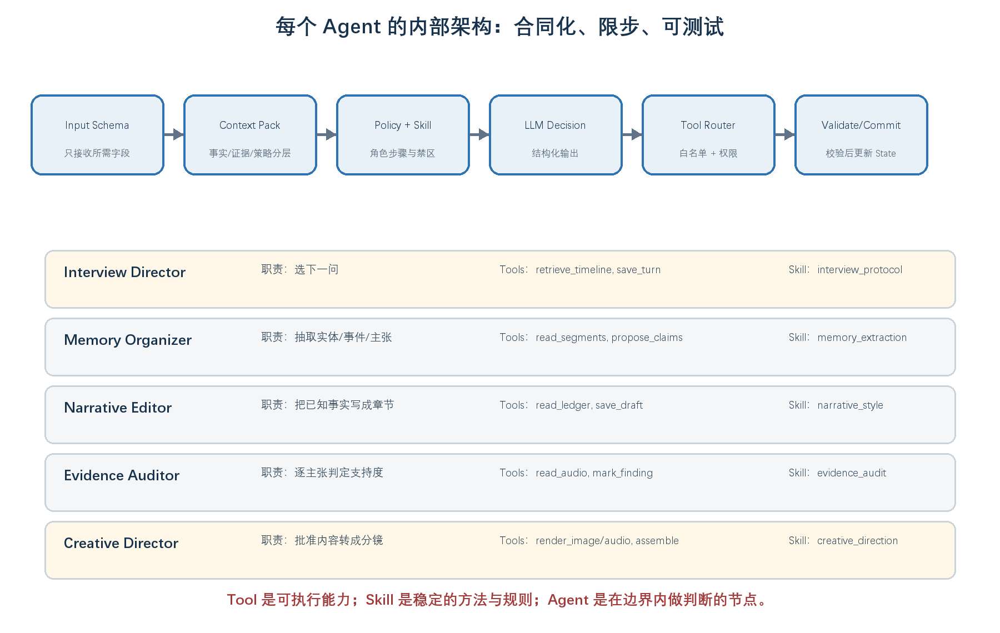 每个 Agent 的内部架构：合同化、限步、可测试
Input Schema
只接收所需字段
Context Pack
事实/证据/策略分层
Policy + Skill
角色步骤与禁区
LLM Decision
结构化输出
Tool Router
白名单 + 权限
Validate/Commit
校验后更新 State
Interview Director 职责：选下一问 Tools：retrieve_timeline, save_turn Skill：interview_protocol
Memory Organizer 职责：抽取实体/事件/主张 Tools：read_segments, propose_claims Skill：memory_extraction
Narrative Editor 职责：把已知事实写成章节 Tools：read_ledger, save_draft Skill：narrative_style
Evidence Auditor 职责：逐主张判定支持度 Tools：read_audio, mark_finding Skill：evidence_audit
Creative Director 职责：批准内容转成分镜 Tools：render_image/audio, assemble Skill：creative_direction
Tool 是可执行能力；Skill 是稳定的方法与规则；Agent 是在边界内做判断的节点。